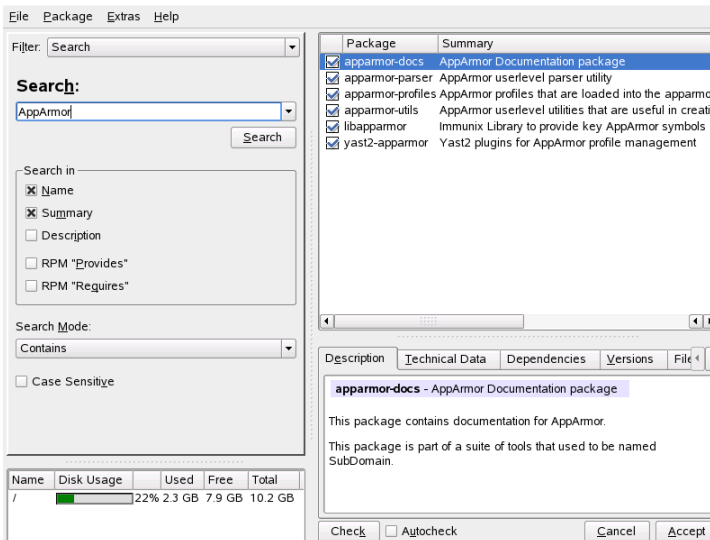 File Package Extras Help
Filter: Search
Search:
AppArmor
Search
Search in
Name
Summary
Description
RPM "Provides"
RPM "Requires"
Search Mode:
Contains
Case Sensitive
Name Disk Usage Used Free Total
/ 22% 2.3 GB 7.9 GB 10.2 GB
Package Summary
apparmor-docs AppArmor Documentation package
apparmor-parser AppArmor userlevel parser utility
apparmor-profiles AppArmor profiles that are loaded into the apparmo
apparmor-utils AppArmor userlevel utilities that are useful in creati
libapparmor Immunix Library to provide key AppArmor symbols
yast2-apparmor Yast2 plugins for AppArmor profile management
Description Technical Data Dependencies Versions File
apparmor-docs - AppArmor Documentation package
This package contains documentation for AppArmor.
This package is part of a suite of tools that used to be named
SubDomain.
Check Autocheck Cancel Accept